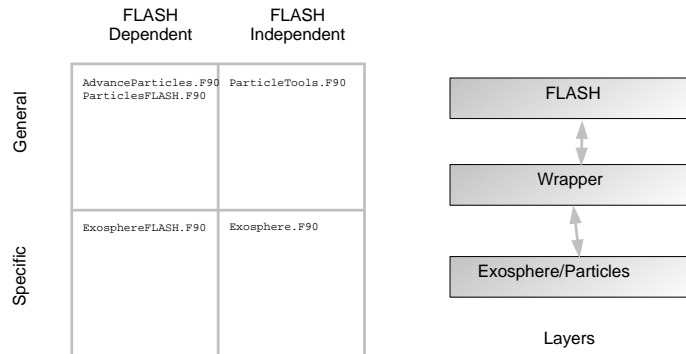 FLASH
Dependent
FLASH
Independent
General
AdvanceParticles.F90
ParticlesFLASH.F90
ParticleTools.F90
Specific
ExosphereFLASH.F90
Exosphere.F90
FLASH
Wrapper
Exosphere/Particles
Layers